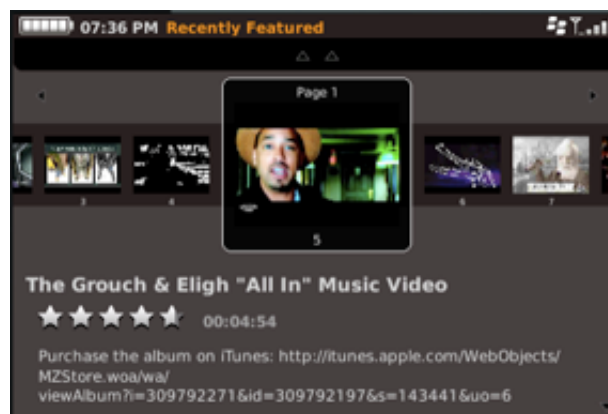 07:36 PM Recently Featured
Page 1
3 4 5 6 7
The Grouch & Eligh "All In" Music Video
00:04:54
Purchase the album on iTunes: http://itunes.apple.com/WebObjects/
MZStore.woa/wa/
viewAlbum?i=309792271&id=309792197&s=143441&uo=6